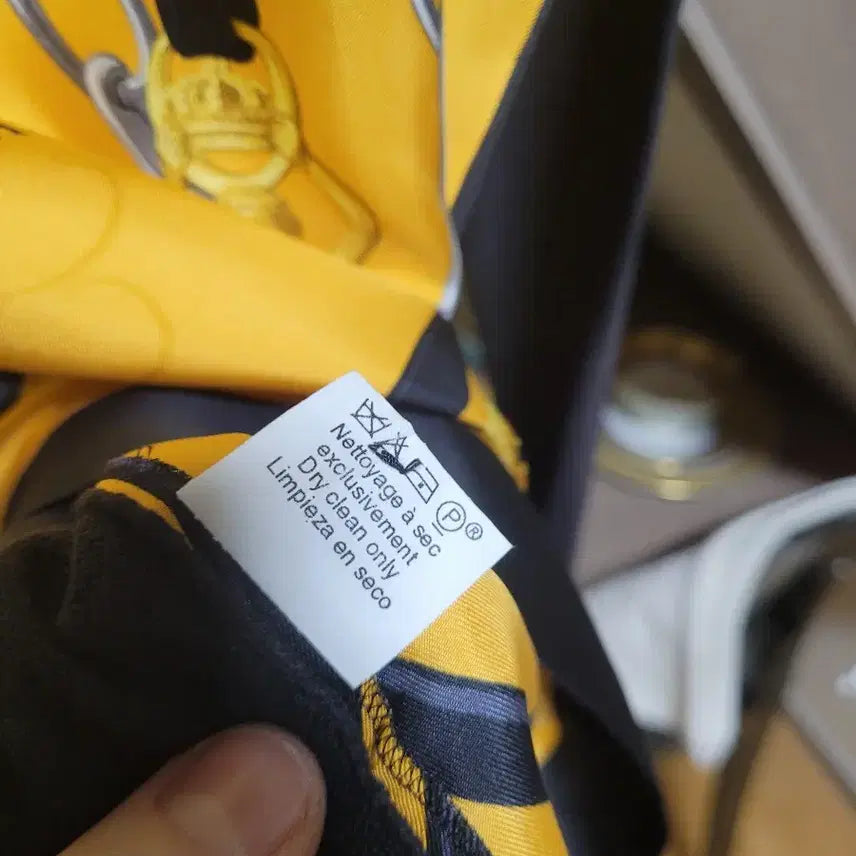 P ®
Nettoyage à sec
exclusivement
Dry clean only
Limpieza en seco